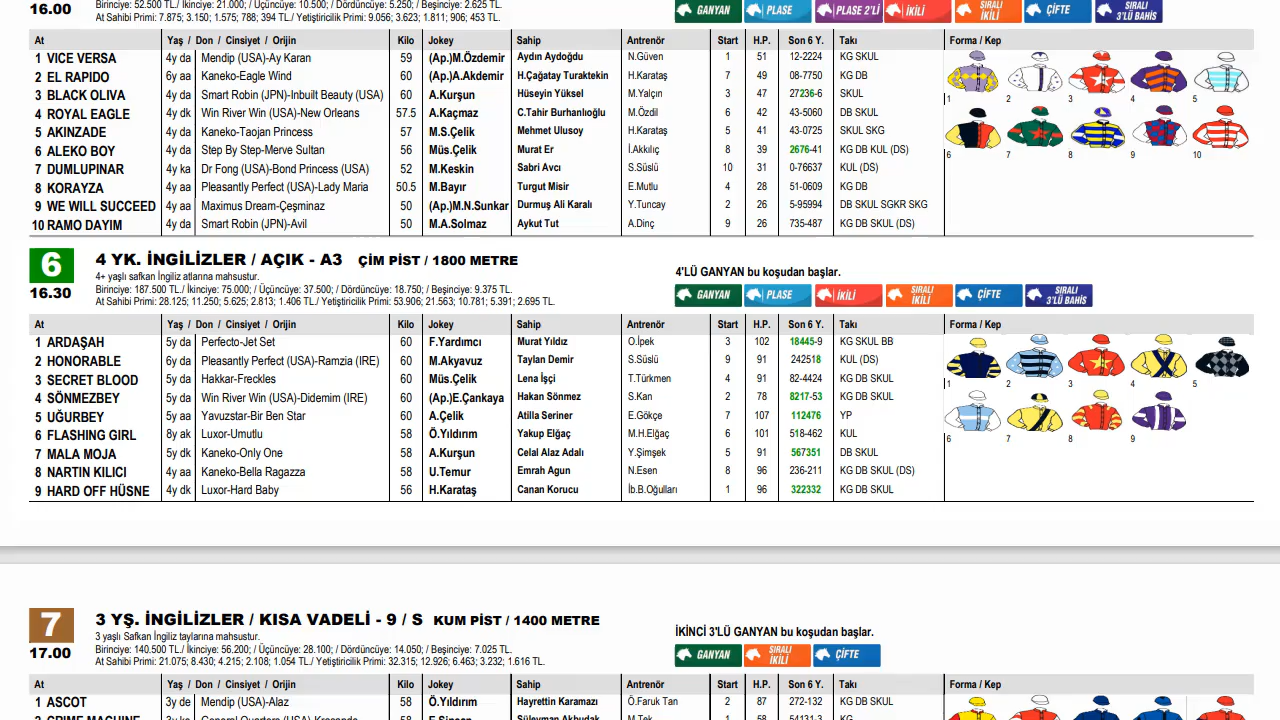 16.00
Birinciye: 52.500 TL./ İkinciye: 21.000; / Üçüncüye: 10.500; / Dördüncüye: 5.250; / Beşinciye: 2.625 TL.
At Sahibi Primi: 7.875; 3.150; 1.575; 788; 394 TL./ Yetiştiricilik Primi: 9.056; 3.623; 1.811; 906; 453 TL.
GANYAN PLASE PLASE 2'Lİ İKİLİ SIRALI İKİLİ ÇİFTE SIRALI 3'LÜ BAHİS
At Yaş / Don / Cinsiyet / Orijin Kilo Jokey Sahip Antrenör Start H.P. Son 6 Y. Takı Forma / Kep
1 VICE VERSA 4y da Mendip (USA)-Ay Karan 59 (Ap.)M.Özdemir Aydın Aydoğdu N.Güven 1 51 12-2224 KG SKUL
2 EL RAPIDO 6y aa Kaneko-Eagle Wind 60 (Ap.)A.Akdemir H.Çağatay Turaktekin H.Karataş 7 49 08-7750 KG DB
3 BLACK OLIVA 4y da Smart Robin (JPN)-Inbuilt Beauty (USA) 60 A.Kurşun Hüseyin Yüksel M.Yalçın 3 47 27236-6 SKUL
4 ROYAL EAGLE 4y dk Win River Win (USA)-New Orleans 57.5 A.Kaçmaz C.Tahir Burhanlıoğlu M.Özdil 6 42 43-5060 DB SKUL
5 AKINZADE 4y da Kaneko-Taojan Princess 57 M.S.Çelik Mehmet Ulusoy H.Karataş 5 41 43-0725 SKUL SKG
6 ALEKO BOY 4y da Step By Step-Merve Sultan 56 Müs.Çelik Murat Er İ.Akkılıç 8 39 2676-41 KG DB KUL (DS)
7 DUMLUPINAR 4y ka Dr Fong (USA)-Bond Princess (USA) 52 M.Keskin Sabri Avcı S.Süslü 10 31 0-76637 KUL (DS)
8 KORAYZA 4y aa Pleasantly Perfect (USA)-Lady Maria 50.5 M.Bayır Turgut Misir E.Mutlu 4 28 51-0609 KG DB
9 WE WILL SUCCEED 4y aa Maximus Dream-Çeşminaz 50 (Ap.)M.N.Sunkar Durmuş Ali Karalı Y.Tuncay 2 26 5-95994 DB SKUL SGKR SKG
10 RAMO DAYIM 4y da Smart Robin (JPN)-Avil 50 M.A.Solmaz Aykut Tut A.Dinç 9 26 735-487 KG DB SKUL (DS)
1 2 3 4 5
6 7 8 9 10
6 4 YK. İNGİLİZLER / AÇIK - A3 ÇİM PİST / 1800 METRE
16.30
4+ yaşlı safkan İngiliz atlarına mahsustur.
Birinciye: 187.500 TL./ İkinciye: 75.000; / Üçüncüye: 37.500; / Dördüncüye: 18.750; / Beşinciye: 9.375 TL.
At Sahibi Primi: 28.125; 11.250; 5.625; 2.813; 1.406 TL./ Yetiştiricilik Primi: 53.906; 21.563; 10.781; 5.391; 2.695 TL.
4'LÜ GANYAN bu koşudan başlar.
GANYAN PLASE İKİLİ SIRALI İKİLİ ÇİFTE SIRALI 3'LÜ BAHİS
At Yaş / Don / Cinsiyet / Orijin Kilo Jokey Sahip Antrenör Start H.P. Son 6 Y. Takı Forma / Kep
1 ARDAŞAH 5y da Perfecto-Jet Set 60 F.Yardımcı Murat Yıldız O.İpek 3 102 18445-9 KG SKUL BB
2 HONORABLE 6y da Pleasantly Perfect (USA)-Ramzia (IRE) 60 M.Akyavuz Taylan Demir S.Süslü 9 91 242518 KUL (DS)
3 SECRET BLOOD 5y da Hakkar-Freckles 60 Müs.Çelik Lena İşçi T.Türkmen 4 91 82-4424 KG DB SKUL
4 SÖNMEZBEY 5y da Win River Win (USA)-Didemim (IRE) 60 (Ap.)E.Çankaya Hakan Sönmez S.Kan 2 78 8217-53 KG DB SKUL
5 UĞURBEY 5y aa Yavuzstar-Bir Ben Star 60 A.Çelik Atilla Seriner E.Gökçe 7 107 112476 YP
6 FLASHING GIRL 8y ak Luxor-Umutlu 58 Ö.Yıldırım Yakup Elğaç M.H.Elğaç 6 101 518-462 KUL
7 MALA MOJA 5y dk Kaneko-Only One 58 A.Kurşun Celal Alaz Adalı Y.Şimşek 5 91 567351 DB SKUL
8 NARTIN KILICI 4y aa Kaneko-Bella Ragazza 58 U.Temur Emrah Agun N.Esen 8 96 236-211 KG DB SKUL (DS)
9 HARD OFF HÜSNE 4y dk Luxor-Hard Baby 56 H.Karataş Canan Korucu İb.B.Oğulları 1 96 322332 KG DB SKUL
1 2 3 4 5
6 7 8 9
7 3 YŞ. İNGİLİZLER / KISA VADELİ - 9 / S KUM PİST / 1400 METRE
17.00
3 yaşlı Safkan İngiliz taylarına mahsustur.
Birinciye: 140.500 TL./ İkinciye: 56.200; / Üçüncüye: 28.100; / Dördüncüye: 14.050; / Beşinciye: 7.025 TL.
At Sahibi Primi: 21.075; 8.430; 4.215; 2.108; 1.054 TL./ Yetiştiricilik Primi: 32.315; 12.926; 6.463; 3.232; 1.616 TL.
İKİNCİ 3'LÜ GANYAN bu koşudan başlar.
GANYAN SIRALI İKİLİ ÇİFTE
At Yaş / Don / Cinsiyet / Orijin Kilo Jokey Sahip Antrenör Start H.P. Son 6 Y. Takı Forma / Kep
1 ASCOT 3y de Mendip (USA)-Alaz 58 Ö.Yıldırım Hayrettin Karamazı Ö.Faruk Tan 2 87 272-132 KG DB SKUL